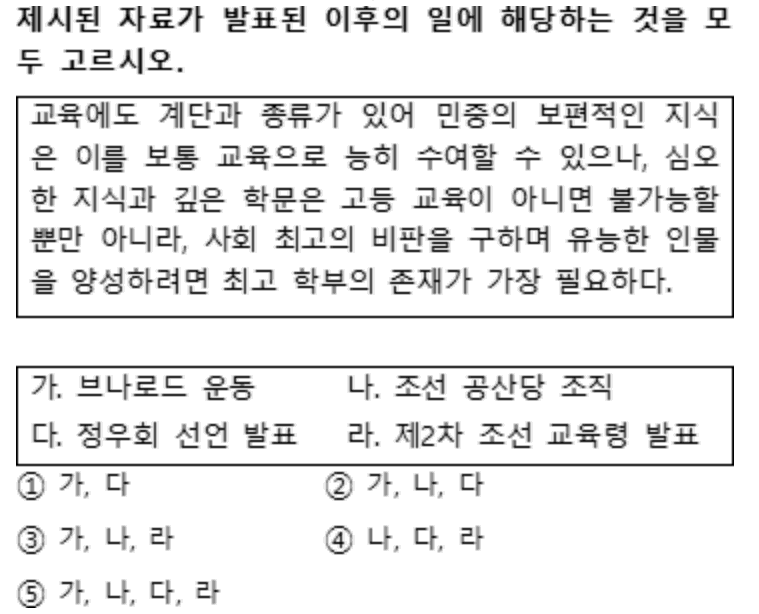 제시된 자료가 발표된 이후의 일에 해당하는 것을 모
두 고르시오.
교육에도 계단과 종류가 있어 민중의 보편적인 지식
은 이를 보통 교육으로 능히 수여할 수 있으나, 심오
한 지식과 깊은 학문은 고등 교육이 아니면 불가능할
뿐만 아니라, 사회 최고의 비판을 구하며 유능한 인물
을 양성하려면 최고 학부의 존재가 가장 필요하다.
가. 브나로드 운동 나. 조선 공산당 조직
다. 정우회 선언 발표 라. 제2차 조선 교육령 발표
① 가, 다 ② 가, 나, 다
③ 가, 나, 라 ④ 나, 다, 라
⑤ 가, 나, 다, 라